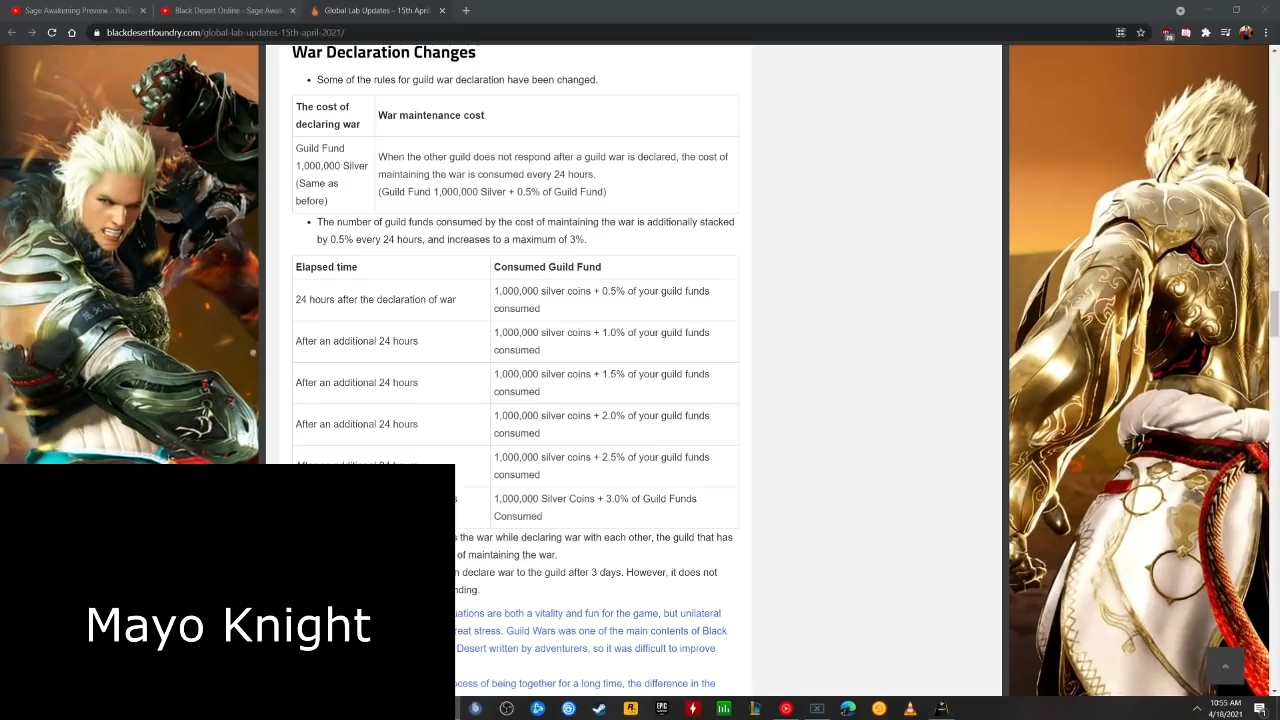 Sage Awakening Preview - YouT
Black Desert Online - Sage Awak
Global Lab Updates – 15th April
blackdesertfoundry.com/global-lab-updates-15th-april-2021/
War Declaration Changes
Some of the rules for guild war declaration have been changed.
The cost of
declaring war
War maintenance cost
Guild Fund
1,000,000 Silver
(Same as
before)
When the other guild does not respond after a guild war is declared, the cost of
maintaining the war is consumed every 24 hours.
(Guild Fund 1,000,000 Silver + 0.5% of Guild Fund)
The number of guild funds consumed by the cost of maintaining the war is additionally stacked
by 0.5% every 24 hours, and increases to a maximum of 3%.
Elapsed time
Consumed Guild Fund
24 hours after the declaration of war
1,000,000 silver coins + 0.5% of your guild funds
consumed
After an additional 24 hours
1,000,000 silver coins + 1.0% of your guild funds
consumed
After an additional 24 hours
1,000,000 silver coins + 1.5% of your guild funds
consumed
After an additional 24 hours
1,000,000 silver coins + 2.0% of your guild funds
consumed
After an additional 24 hours
1,000,000 silver coins + 2.5% of your guild funds
consumed
s
1,000,000 Silver Coins + 3.0% of Guild Funds
Consumed
s the war while declaring war with each other, the guild that has
of maintaining the war.
n declare war to the guild after 3 days. However, it does not
nding.
uations are both a vitality and fun for the game, but unilateral
reat stress. Guild Wars was one of the main contents of Black
Desert written by adventurers, so it was difficult to improve
ocess of being together for a long time, the difference in the
Mayo Knight
10:55 AM
4/18/2021